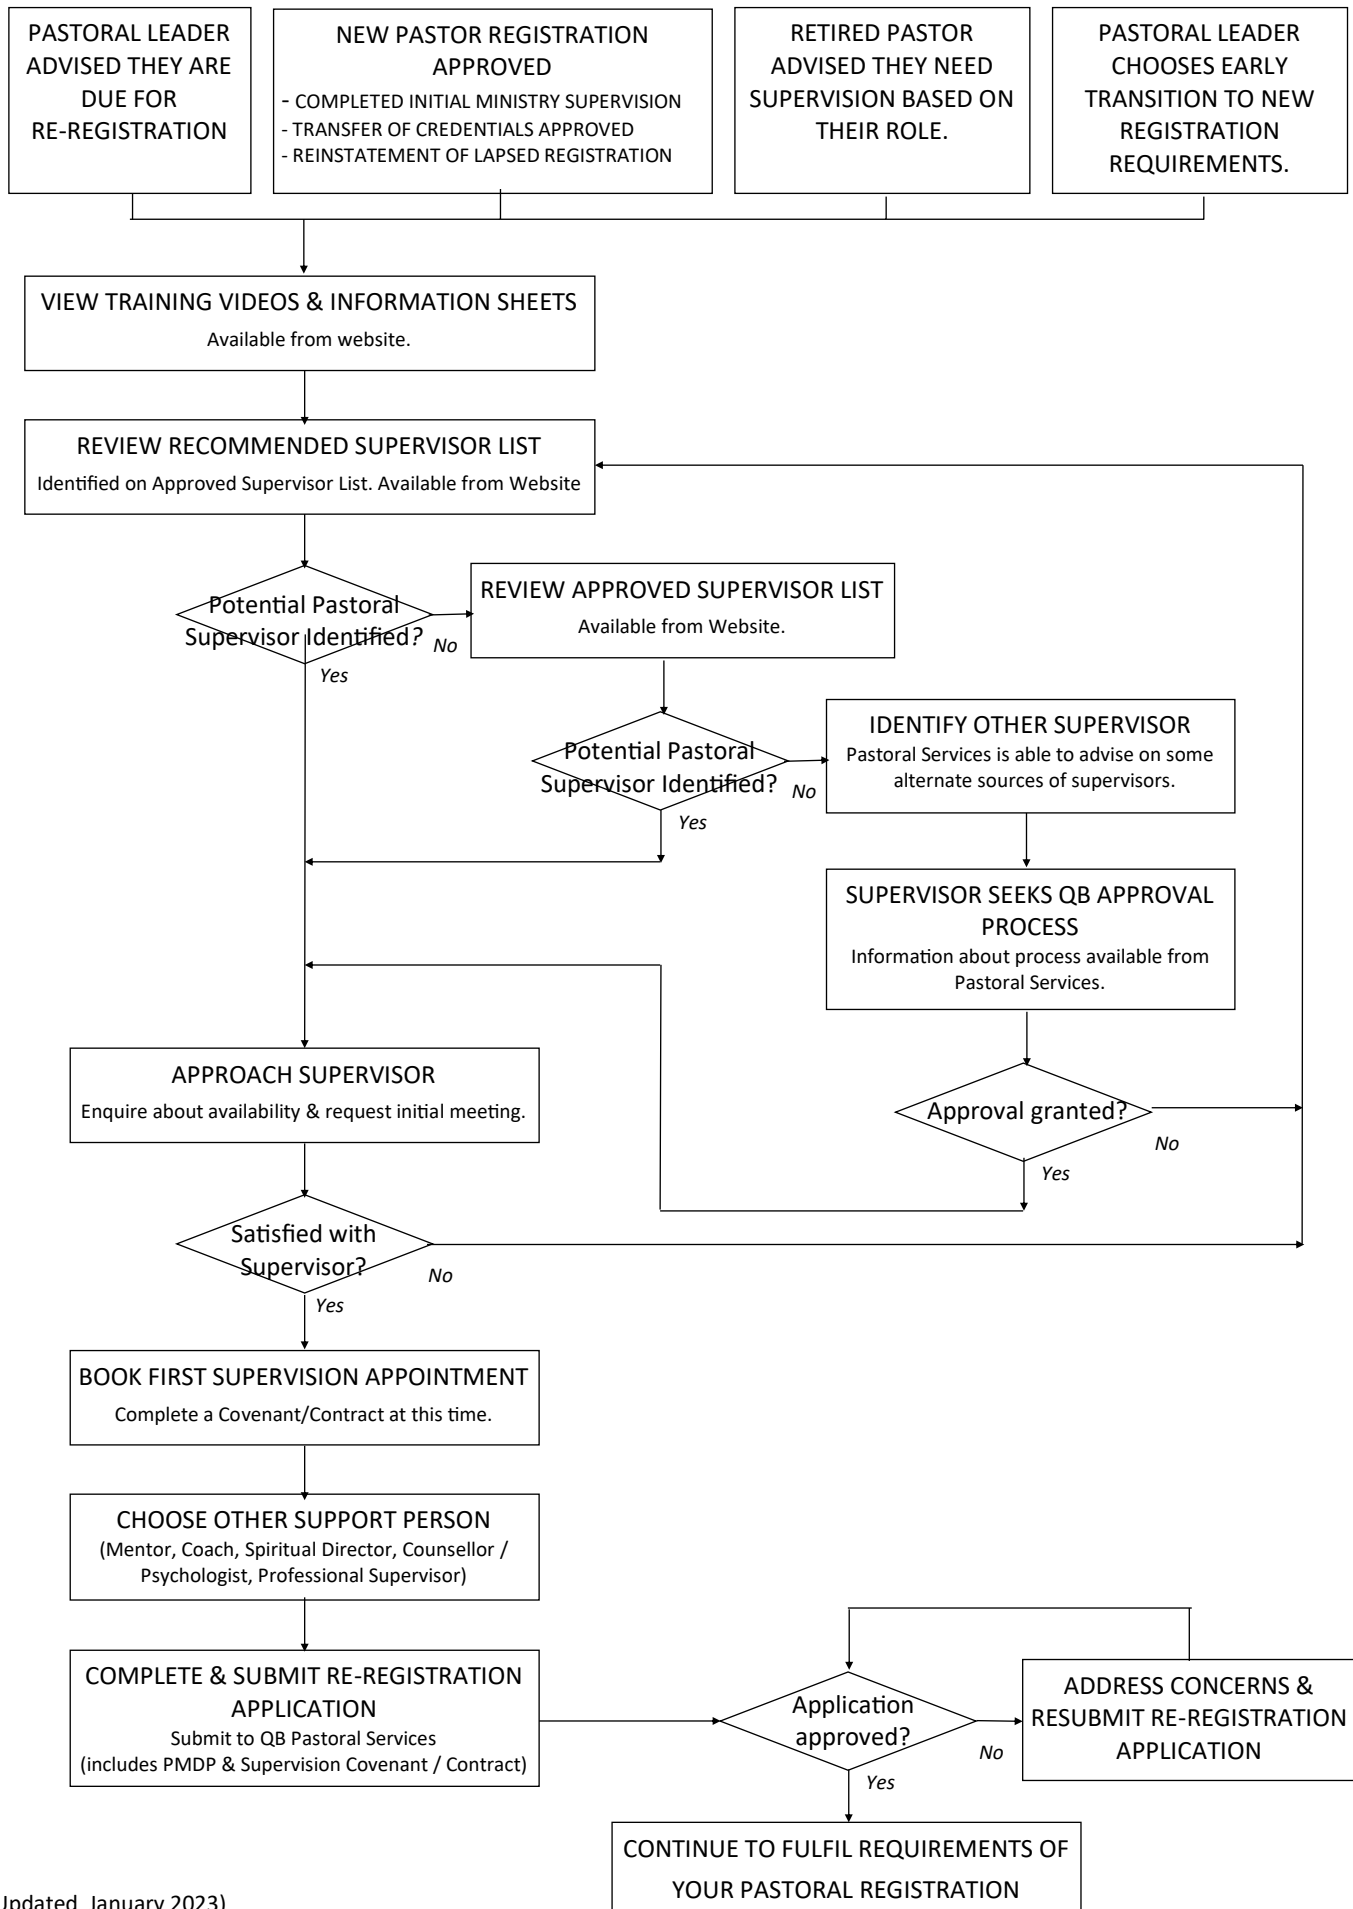 PASTORAL LEADER
ADVISED THEY ARE
DUE FOR
RE-REGISTRATION
NEW PASTOR REGISTRATION
APPROVED
- COMPLETED INITIAL MINISTRY SUPERVISION
- TRANSFER OF CREDENTIALS APPROVED
- REINSTATEMENT OF LAPSED REGISTRATION
RETIRED PASTOR
ADVISED THEY NEED
SUPERVISION BASED ON
THEIR ROLE.
PASTORAL LEADER
CHOOSES EARLY
TRANSITION TO NEW
REGISTRATION
REQUIREMENTS.
VIEW TRAINING VIDEOS & INFORMATION SHEETS
Available from website.
REVIEW RECOMMENDED SUPERVISOR LIST
Identified on Approved Supervisor List. Available from Website
Potential Pastoral
Supervisor Identified?
No
Yes
REVIEW APPROVED SUPERVISOR LIST
Available from Website.
Potential Pastoral
Supervisor Identified?
No
Yes
IDENTIFY OTHER SUPERVISOR
Pastoral Services is able to advise on some
alternate sources of supervisors.
SUPERVISOR SEEKS QB APPROVAL
PROCESS
Information about process available from
Pastoral Services.
Approval granted?
No
Yes
APPROACH SUPERVISOR
Enquire about availability & request initial meeting.
Satisfied with
Supervisor?
No
Yes
BOOK FIRST SUPERVISION APPOINTMENT
Complete a Covenant/Contract at this time.
CHOOSE OTHER SUPPORT PERSON
(Mentor, Coach, Spiritual Director, Counsellor /
Psychologist, Professional Supervisor)
COMPLETE & SUBMIT RE-REGISTRATION
APPLICATION
Submit to QB Pastoral Services
(includes PMDP & Supervision Covenant / Contract)
Application
approved?
No
Yes
ADDRESS CONCERNS &
RESUBMIT RE-REGISTRATION
APPLICATION
CONTINUE TO FULFIL REQUIREMENTS OF
YOUR PASTORAL REGISTRATION
Updated January 2023)